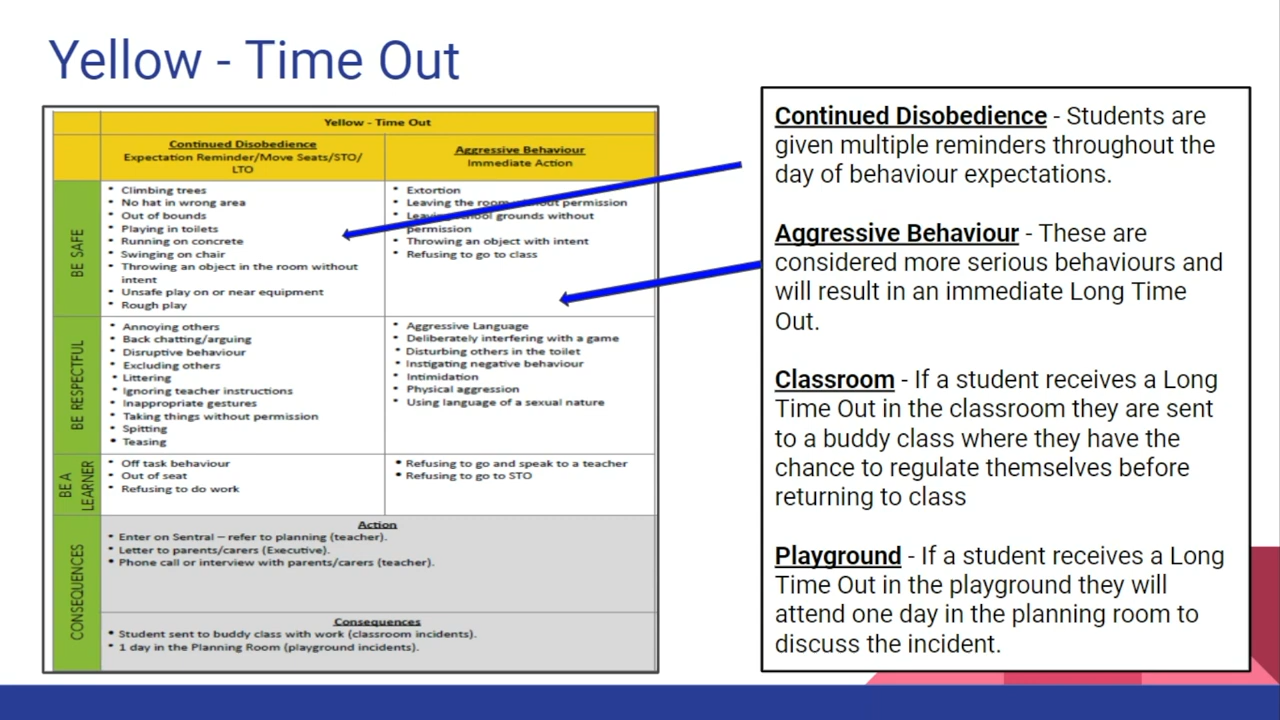 Yellow - Time Out
Yellow - Time Out
Continued Disobedience
Expectation Reminder/Move Seats/STO/
LTO
Aggressive Behaviour
Immediate Action
BE SAFE
• Climbing trees
• No hat in wrong area
• Out of bounds
• Playing in toilets
• Running on concrete
• Swinging on chair
• Throwing an object in the room without
intent
• Unsafe play on or near equipment
• Rough play
• Extortion
• Leaving the room without permission
• Leaving school grounds without
permission
• Throwing an object with intent
• Refusing to go to class
BE RESPECTFUL
• Annoying others
• Back chatting/arguing
• Disruptive behaviour
• Excluding others
• Littering
• Ignoring teacher instructions
• Inappropriate gestures
• Taking things without permission
• Spitting
• Teasing
• Aggressive Language
• Deliberately interfering with a game
• Disturbing others in the toilet
• Instigating negative behaviour
• Intimidation
• Physical aggression
• Using language of a sexual nature
BE A
LEARNER
• Off task behaviour
• Out of seat
• Refusing to do work
• Refusing to go and speak to a teacher
• Refusing to go to STO
CONSEQUENCES
Action
• Enter on Sentral – refer to planning (teacher).
• Letter to parents/carers (Executive).
• Phone call or interview with parents/carers (teacher).
Consequences
• Student sent to buddy class with work (classroom incidents).
• 1 day in the Planning Room (playground incidents).
Continued Disobedience - Students are
given multiple reminders throughout the
day of behaviour expectations.
Aggressive Behaviour - These are
considered more serious behaviours and
will result in an immediate Long Time
Out.
Classroom - If a student receives a Long
Time Out in the classroom they are sent
to a buddy class where they have the
chance to regulate themselves before
returning to class
Playground - If a student receives a Long
Time Out in the playground they will
attend one day in the planning room to
discuss the incident.